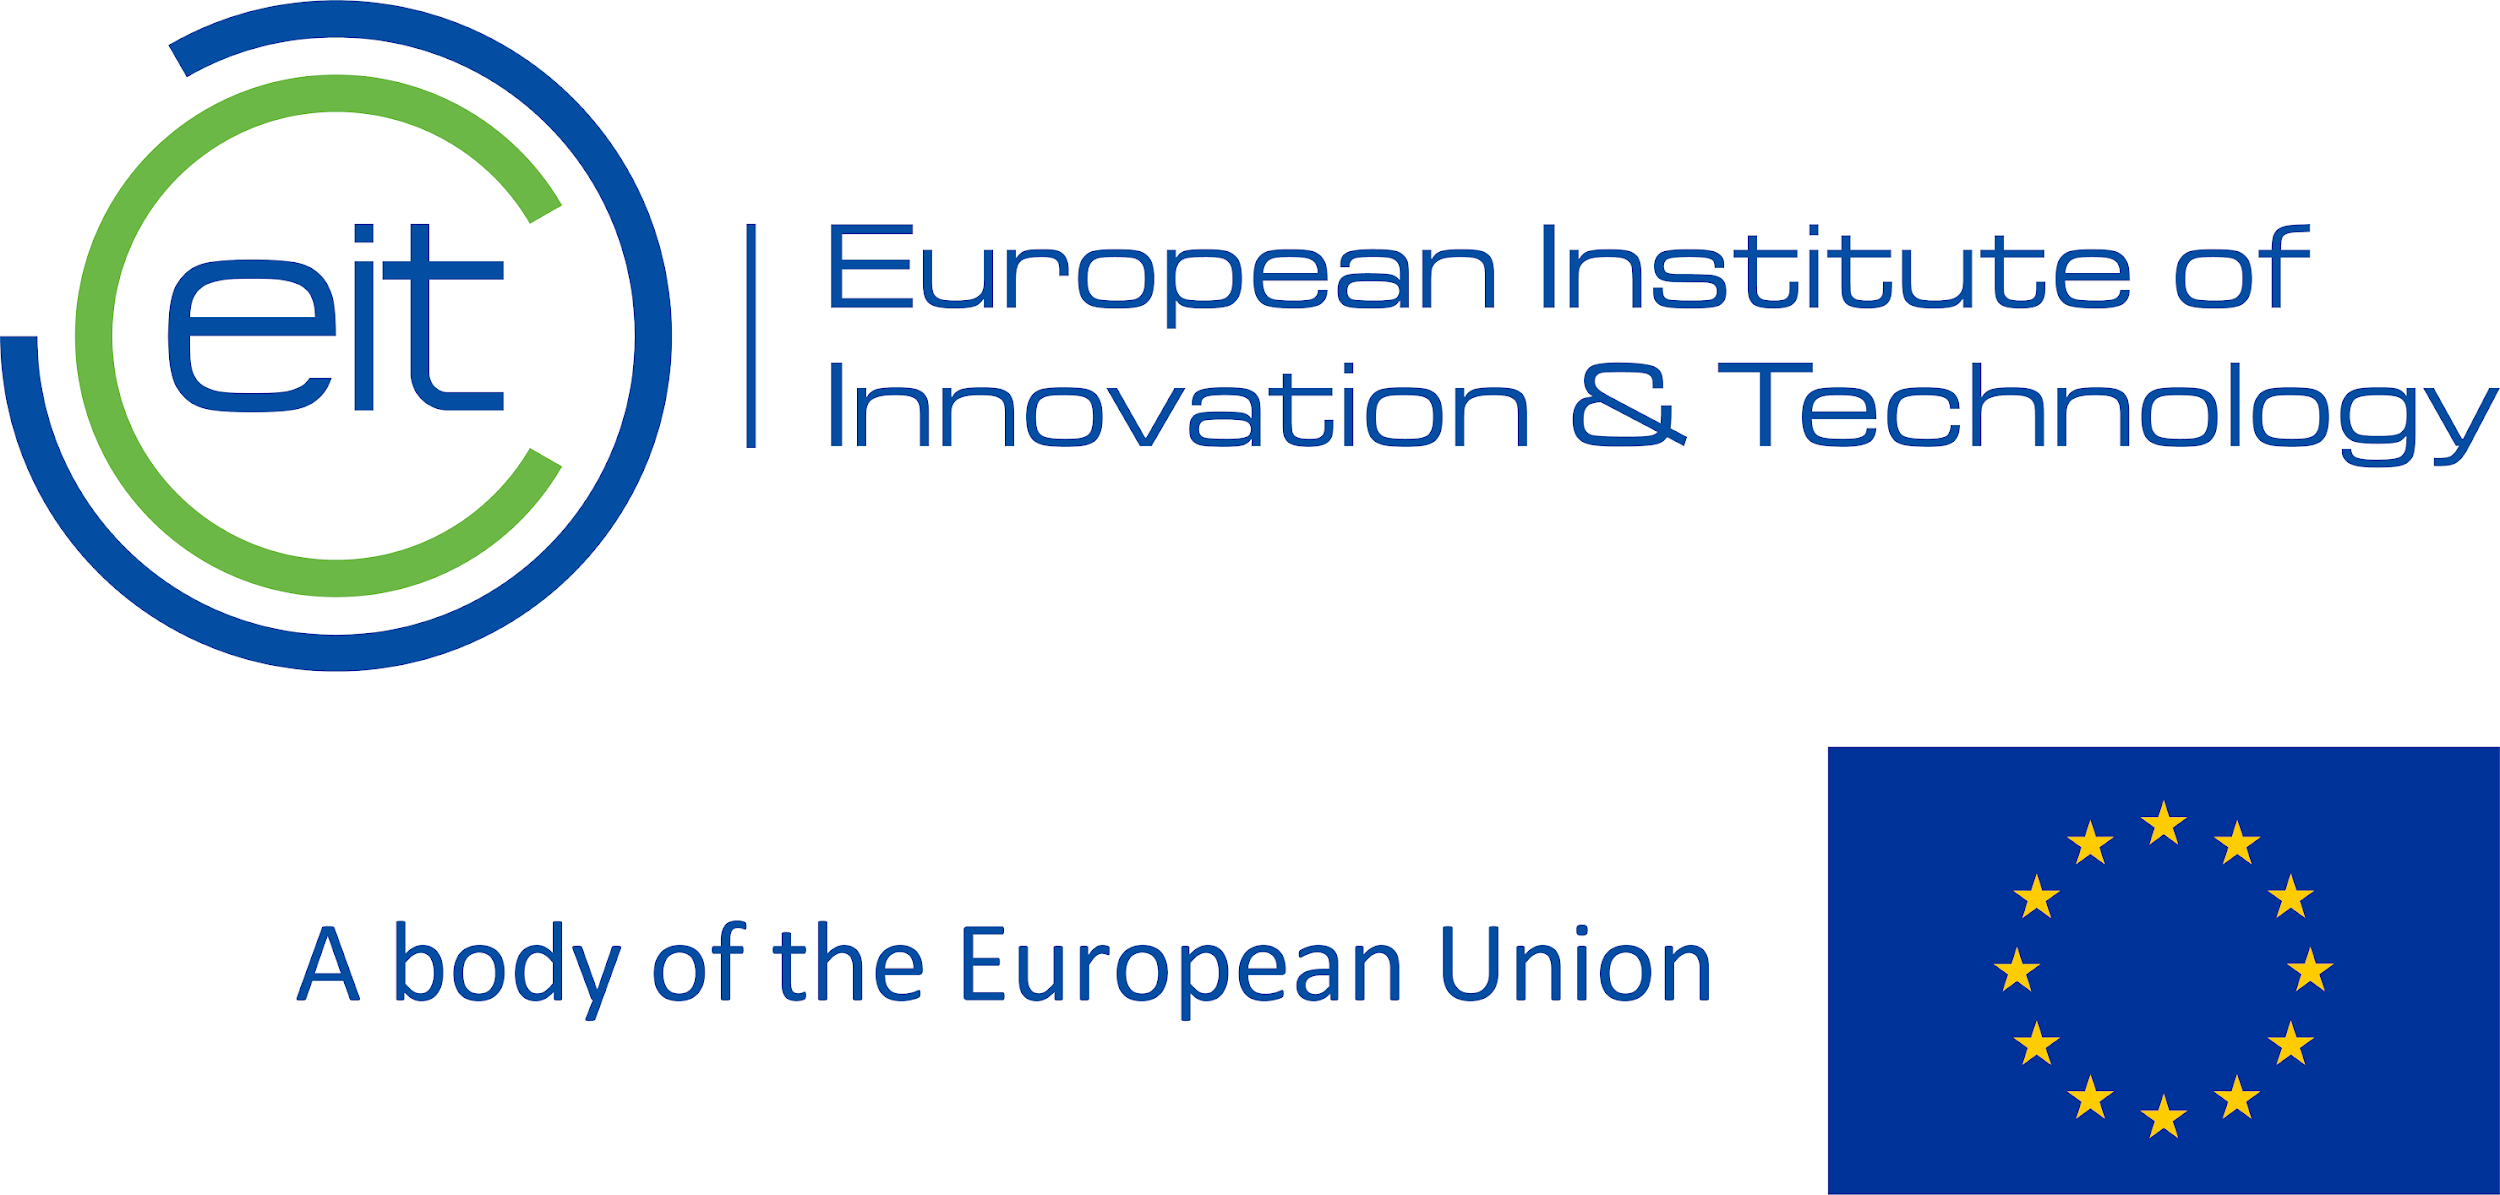 eit
European Institute of
Innovation & Technology
A body of the European Union